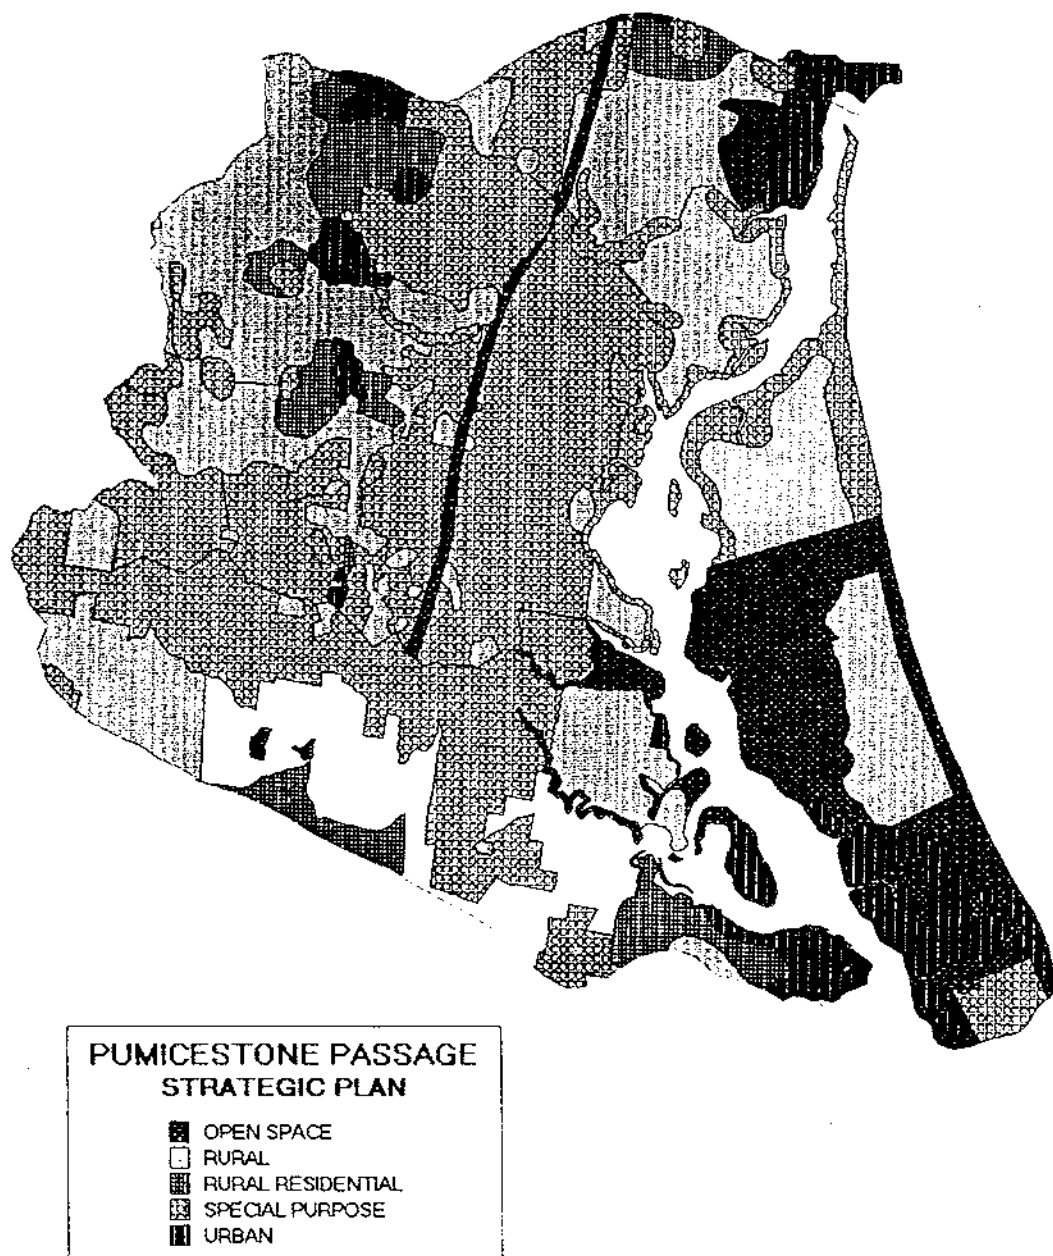 PUMICESTONE PASSAGE
STRATEGIC PLAN
OPEN SPACE
RURAL
RURAL RESIDENTIAL
SPECIAL PURPOSE
URBAN